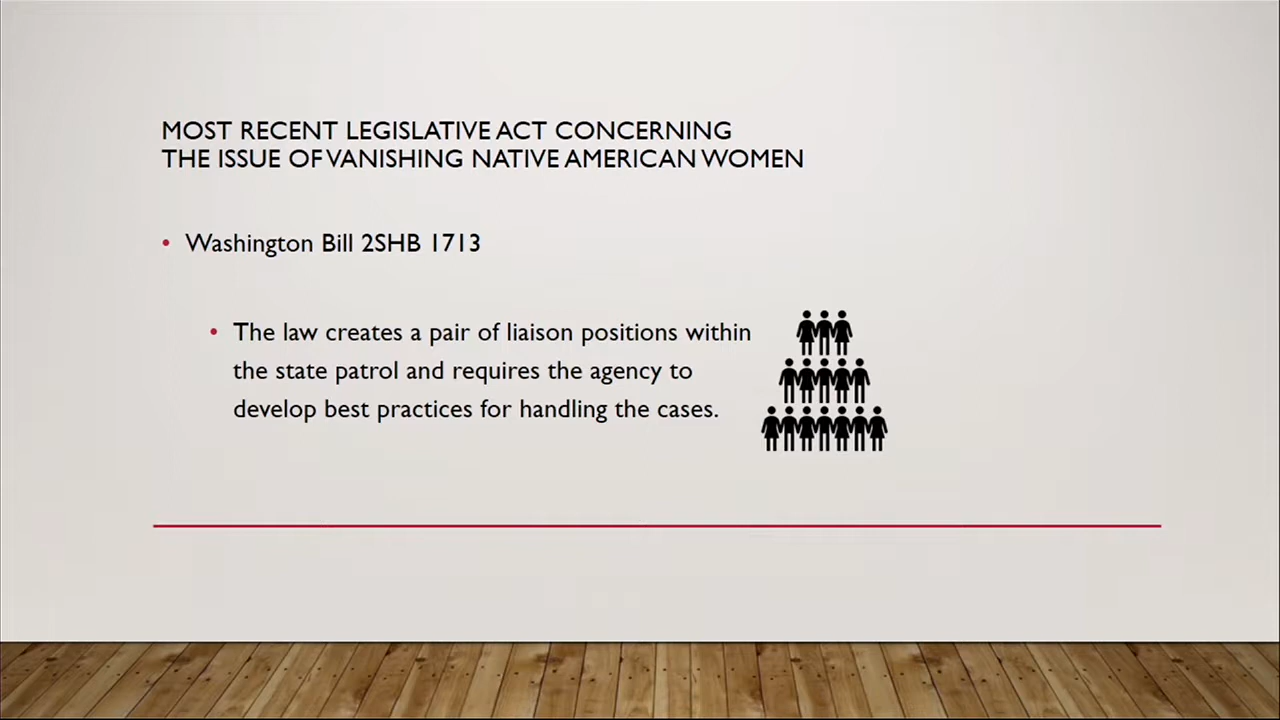 MOST RECENT LEGISLATIVE ACT CONCERNING
THE ISSUE OF VANISHING NATIVE AMERICAN WOMEN
• Washington Bill 2SHB 1713
• The law creates a pair of liaison positions within
the state patrol and requires the agency to
develop best practices for handling the cases.